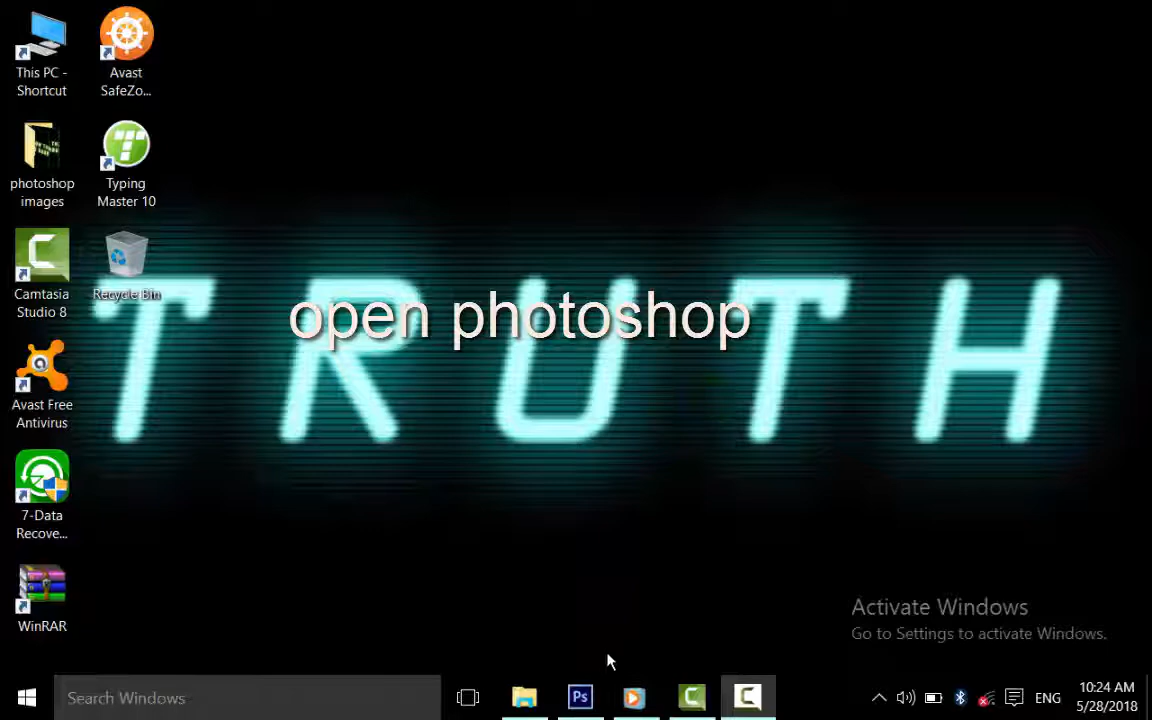 This PC -
Shortcut
Avast
SafeZo...
photoshop
images
Typing
Master 10
Camtasia
Studio 8
Recycle Bin
TRUTH
open photoshop
Avast Free
Antivirus
7-Data
Recove...
WinRAR
Activate Windows
Go to Settings to activate Windows.
Search Windows
Ps
ENG
10:24 AM
5/28/2018